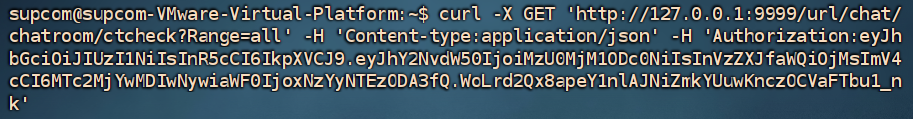 supcom@supcom-VMware-Virtual-Platform:~$ curl -X GET 'http://127.0.0.1:9999/url/chat/
chatroom/ctcheck?Range=all' -H 'Content-type:application/json' -H 'Authorization:eyJh
bGciOiJIUzI1NiIsInR5cCI6IkpXVCJ9.eyJhY2NvdW50IjoiMzU0MjM1ODc0NiIsInVzZXJfaWQiOjMsImV4
cCI6MTc2MjYwMDIwNywiaWF0IjoxNzYyNTEzODA3fQ.WoLrd2Qx8apeY1nlAJNiZmkYUuwKnczOCVaFTbu1_n
k'